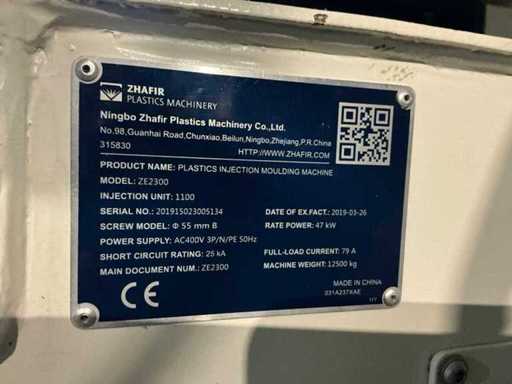 ZHAFIR
PLASTICS MACHINERY
Ningbo Zhafir Plastics Machinery Co.,Ltd.
No.98,Guanhai Road,Chunxiao,Beilun,Ningbo,Zhejiang,P.R.China
315830
HTTP://WWW.ZHAFIR.COM
PRODUCT NAME: PLASTICS INJECTION MOULDING MACHINE
MODEL: ZE2300
INJECTION UNIT: 1100
SERIAL NO.: 201915023005134 DATE OF EX.FACT.: 2019-03-26
SCREW MODEL: Φ 55 mm B RATE POWER: 47 kW
POWER SUPPLY: AC400V 3P/N/PE 50Hz
SHORT CIRCUIT RATING: 25 kA FULL-LOAD CURRENT: 79 A
MAIN DOCUMENT NUM.: ZE2300 MACHINE WEIGHT: 12500 kg
CE
MADE IN CHINA
031A237XAE